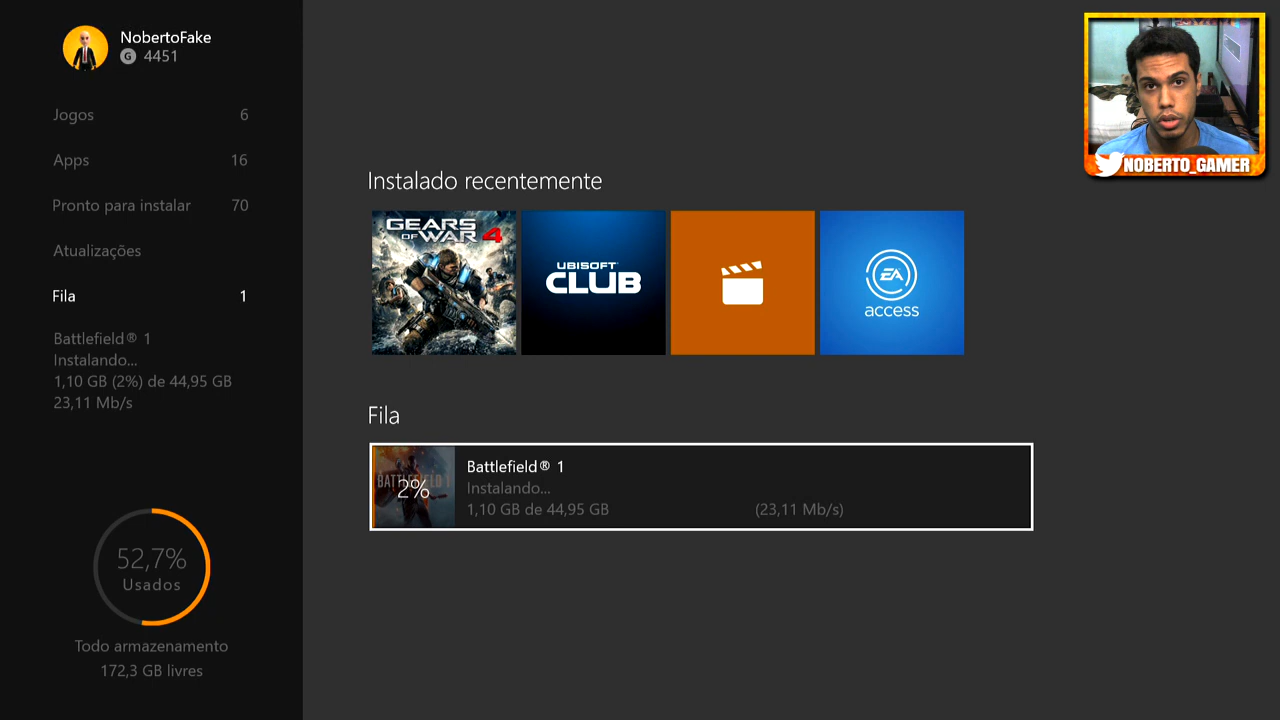 NobertoFake
G 4451
Jogos 6
Apps 16
Pronto para instalar 70
Atualizações
Fila 1
Battlefield® 1
Instalando...
1,10 GB (2%) de 44,95 GB
23,11 Mb/s
52,7%
Usados
Todo armazenamento
172,3 GB livres
Instalado recentemente
GEARS
OF WAR 4
UBISOFT
CLUB
EA
access
Fila
BATTLEFIELD 1
2%
Battlefield® 1
Instalando...
1,10 GB de 44,95 GB (23,11 Mb/s)
NOBERTO_GAMER